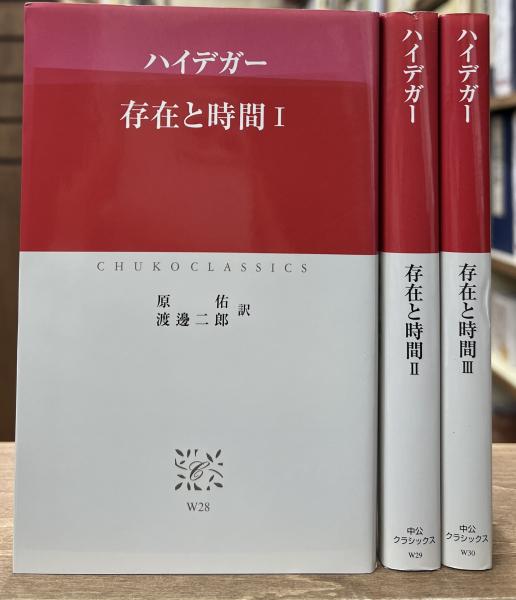 ハイデガー
存在と時間 I
CHUKO CLASSICS
原 佑
渡邊二郎 訳
C
W28
ハイデガー
存在と時間 II
中公
クラシックス
W29
ハイデガー
存在と時間 III
中公
クラシックス
W30